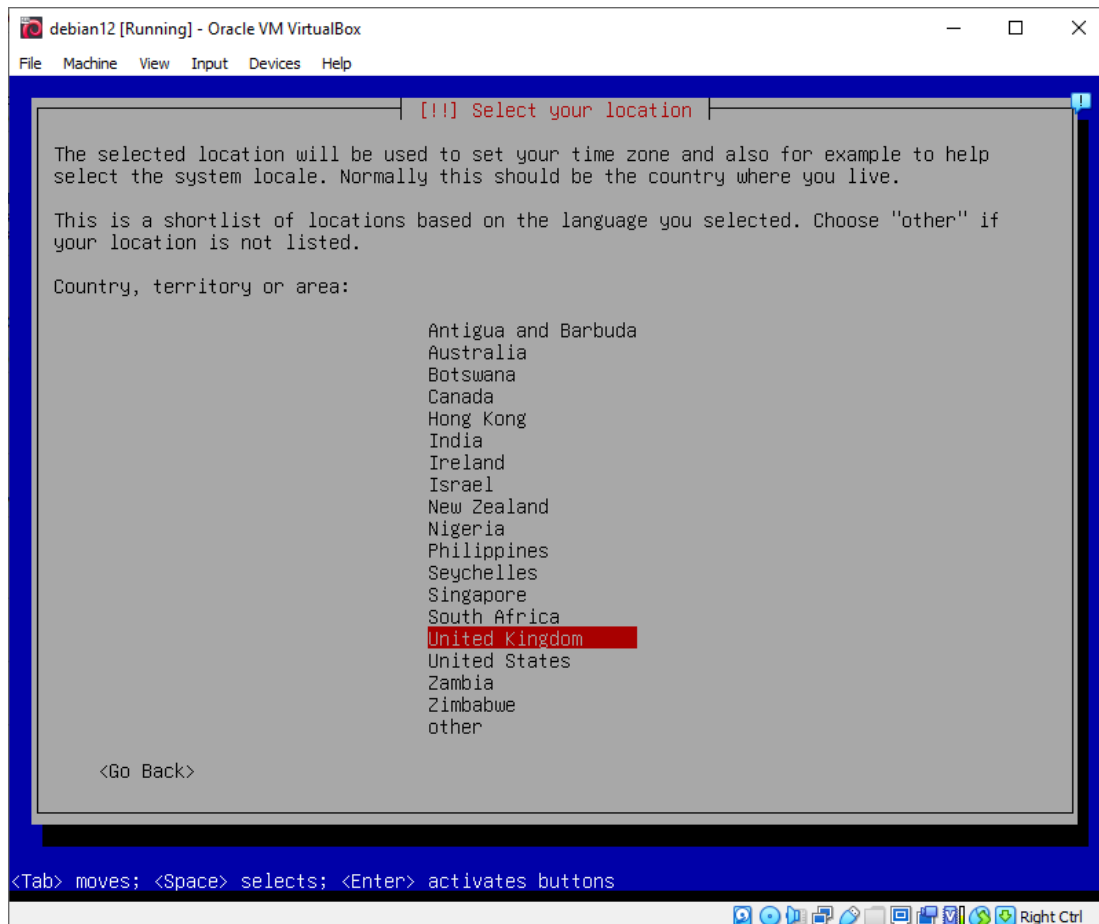 debian12 [Running] - Oracle VM VirtualBox
File Machine View Input Devices Help
[!!] Select your location
The selected location will be used to set your time zone and also for example to help
select the system locale. Normally this should be the country where you live.
This is a shortlist of locations based on the language you selected. Choose "other" if
your location is not listed.
Country, territory or area:
Antigua and Barbuda
Australia
Botswana
Canada
Hong Kong
India
Ireland
Israel
New Zealand
Nigeria
Philippines
Seychelles
Singapore
South Africa
United Kingdom
United States
Zambia
Zimbabwe
other
<Go Back>
<Tab> moves; <Space> selects; <Enter> activates buttons
Right Ctrl